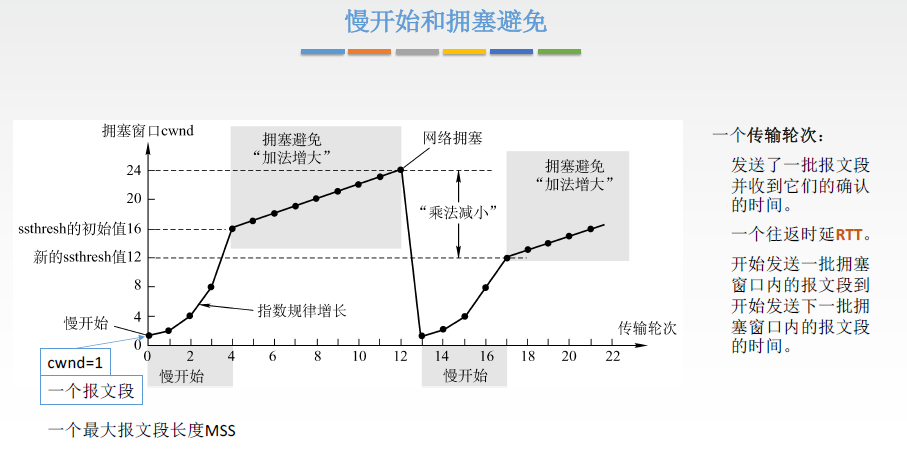 慢开始和拥塞避免
拥塞窗口cwnd
拥塞避免
“加法增大”
网络拥塞
拥塞避免
“加法增大”
“乘法减小”
24
20
ssthresh的初始值16
新的ssthresh值12
8
4
0
慢开始
指数规律增长
传输轮次
0 2 4 6 8 10 12 14 16 18 20 22
慢开始
慢开始
cwnd=1
一个报文段
一个最大报文段长度MSS
一个传输轮次：
发送了一批报文段
并收到它们的确认
的时间。
一个往返时延RTT。
开始发送一批拥塞
窗口内的报文段到
开始发送下一批拥
塞窗口内的报文段
的时间。